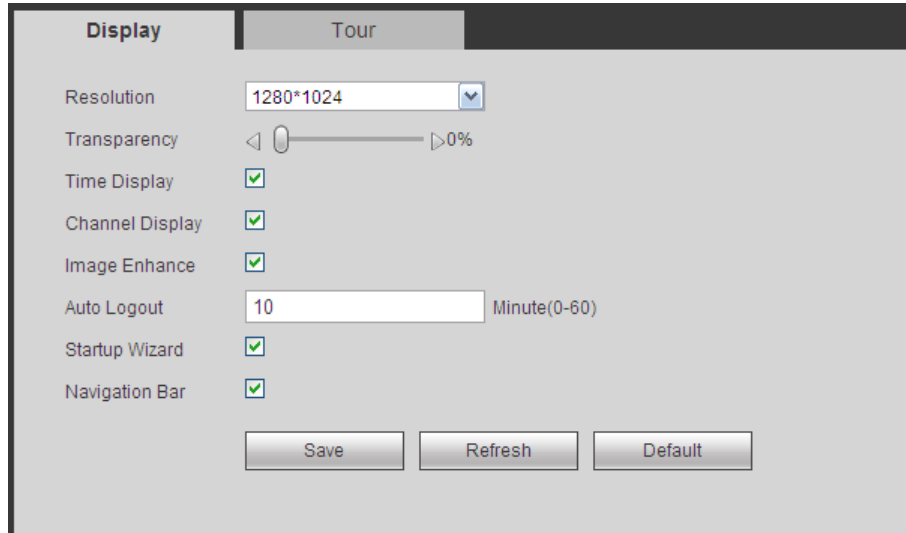 Display Tour
Resolution 1280*1024
Transparency 0%
Time Display
Channel Display
Image Enhance
Auto Logout 10 Minute(0-60)
Startup Wizard
Navigation Bar
Save Refresh Default